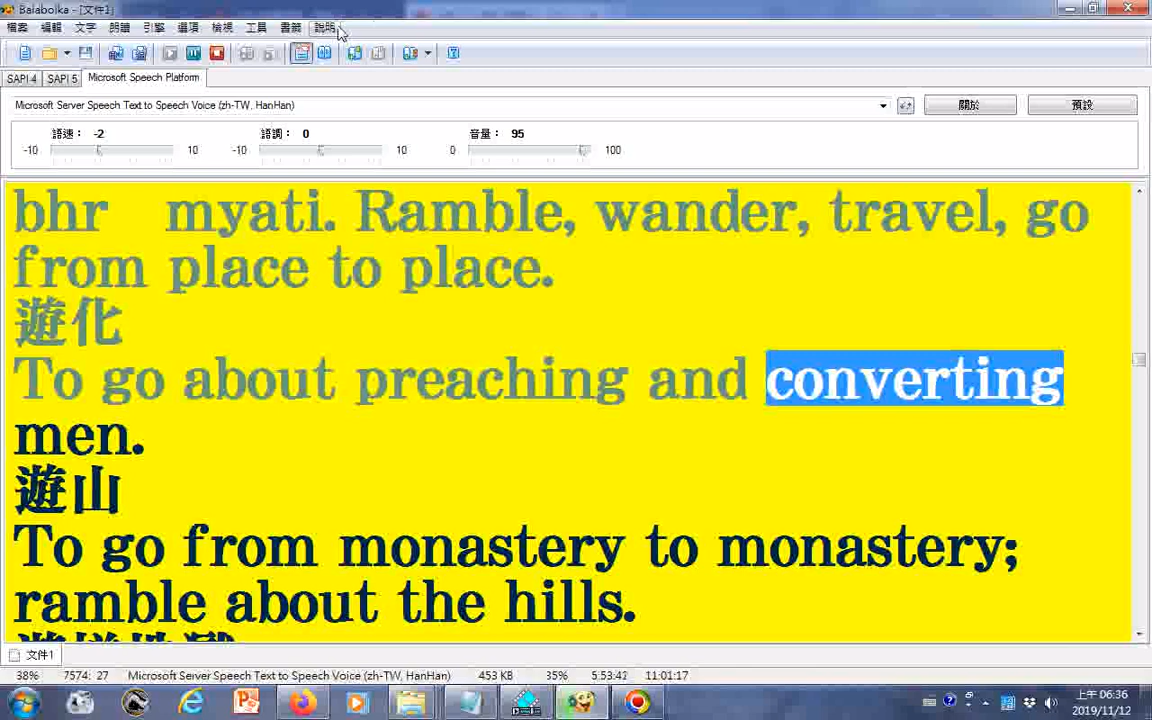 Balabolka - [文件1]
檔案 編輯 文字 朗讀 引擎 選項 檢視 工具 書籤 說明
SAPI 4 SAPI 5 Microsoft Speech Platform
Microsoft Server Speech Text to Speech Voice (zh-TW, HanHan) 關於 預設
語速： -2 語調： 0 音量： 95
-10 10 -10 10 0 100
bhr myati. Ramble, wander, travel, go
from place to place.
遊化
To go about preaching and converting
men.
遊山
To go from monastery to monastery;
ramble about the hills.
文件1
38% 7574: 27 Microsoft Server Speech Text to Speech Voice (zh-TW, HanHan) 453 KB 35% 5:53:42 11:01:17
上午 06:36
2019/11/12